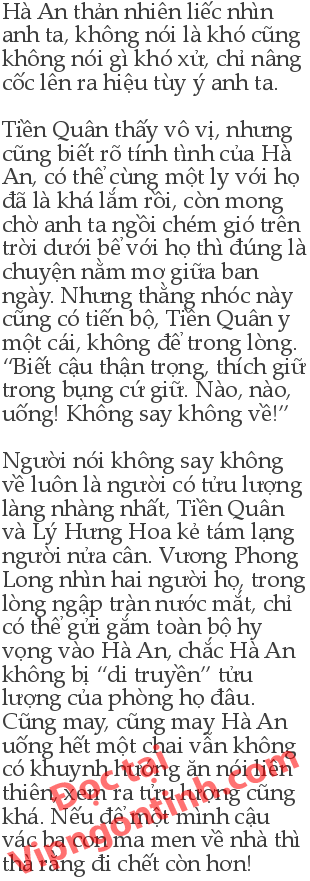 Hà An thản nhiên liếc nhìn
anh ta, không nói là khó cũng
không nói gì khó xử, chỉ nâng
cốc lên ra hiệu tùy ý anh ta.
Tiền Quân thấy vô vị, nhưng
cũng biết rõ tính tình của Hà
An, có thể cùng một ly với họ
đã là khá lắm rồi, còn mong
chờ anh ta ngồi chém gió trên
trời dưới bể với họ thì đúng là
chuyện nằm mơ giữa ban
ngày. Nhưng thằng nhóc này
cũng có tiến bộ, Tiền Quân y
một cái, không để trong lòng.
“Biết cậu thận trọng, thích giữ
trong bụng cứ giữ. Nào, nào,
uống! Không say không về!”
Người nói không say không
về luôn là người có tửu lượng
làng nhàng nhất, Tiền Quân
và Lý Hưng Hoa kẻ tám lạng
người nửa cân. Vương Phong
Long nhìn hai người họ, trong
lòng ngập tràn nước mắt, chỉ
có thể gửi gắm toàn bộ hy
vọng vào Hà An, chắc Hà An
không bị “di truyền” tửu
lượng của phòng họ đâu.
Cũng may, cũng may Hà An
uống hết một chai vẫn không
có khuynh hướng ăn nói liên
thiên, xem ra tửu lượng cũng
khá. Nếu để một mình cậu
vác ba con ma men về nhà thì
thà rằng đi chết còn hơn!
Đọc tại
Vipngontinh.com